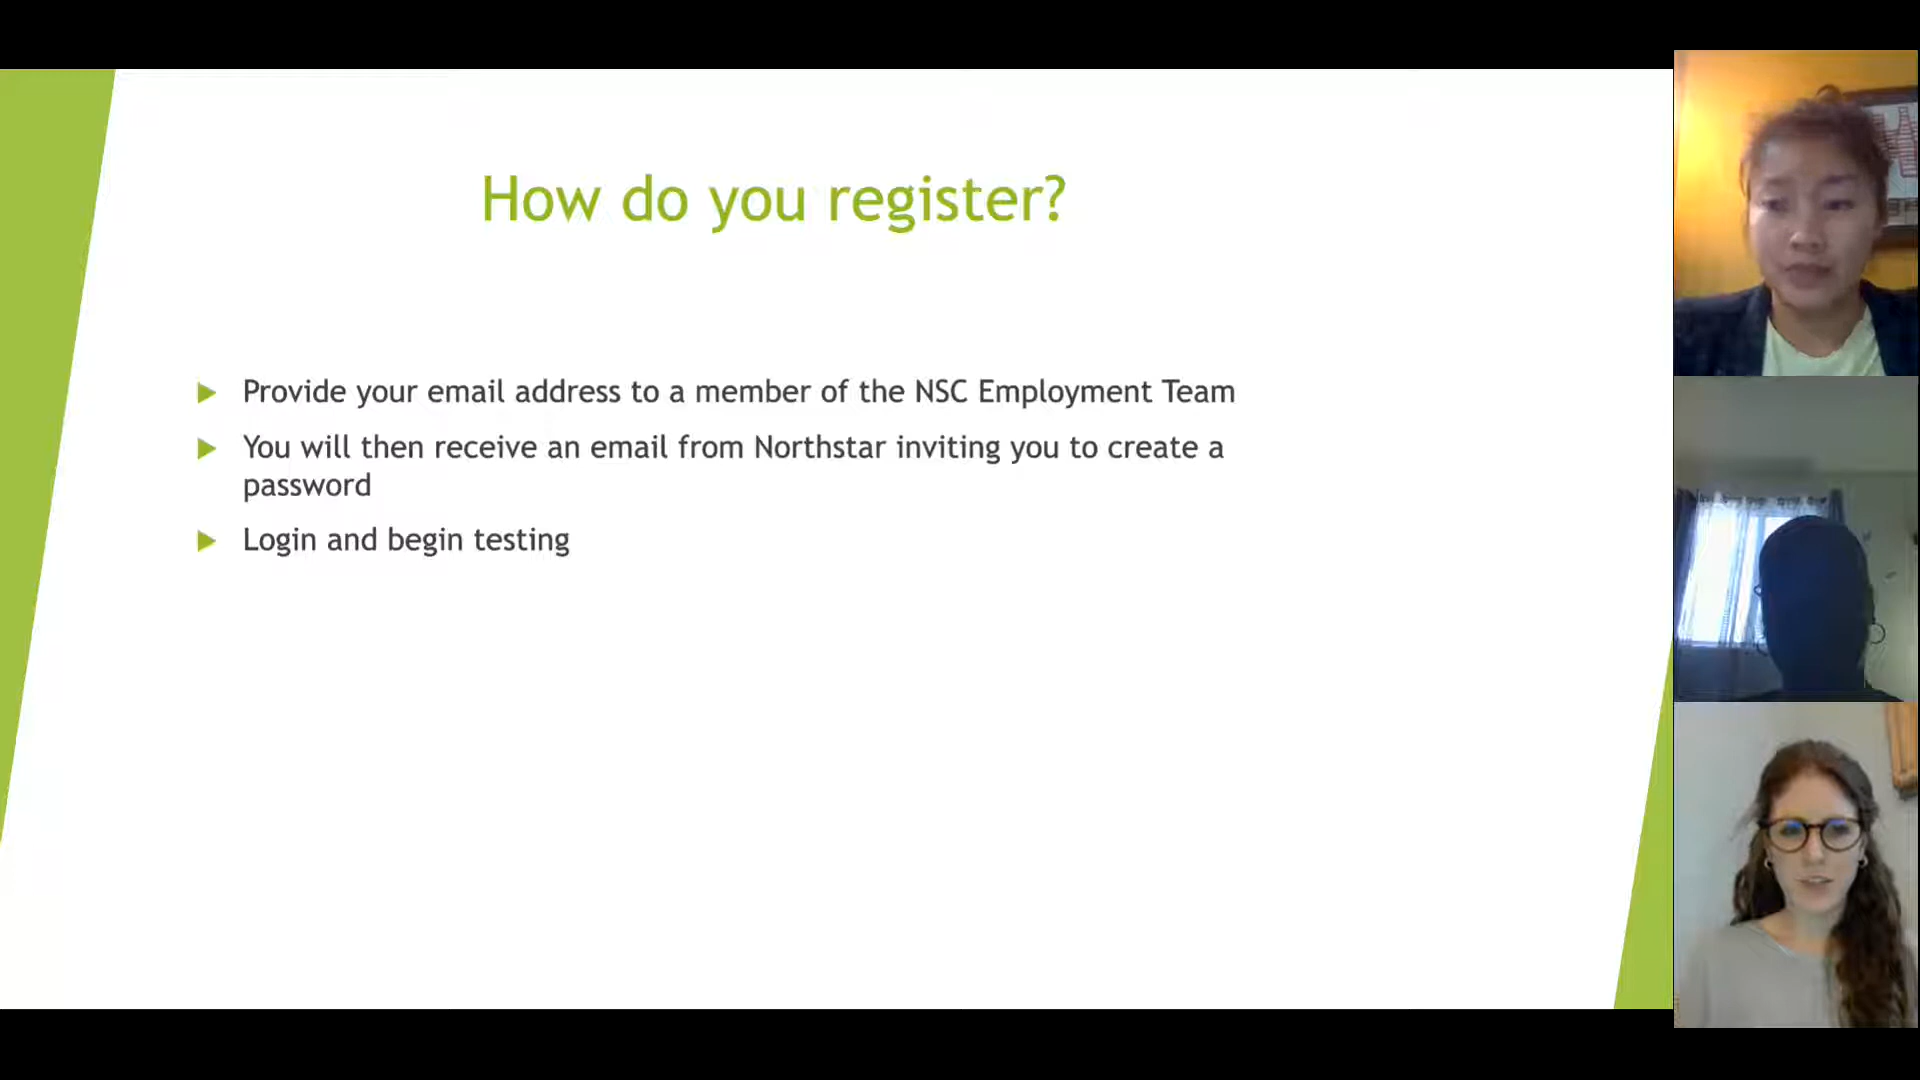 How do you register?
Provide your email address to a member of the NSC Employment Team
You will then receive an email from Northstar inviting you to create a
password
Login and begin testing